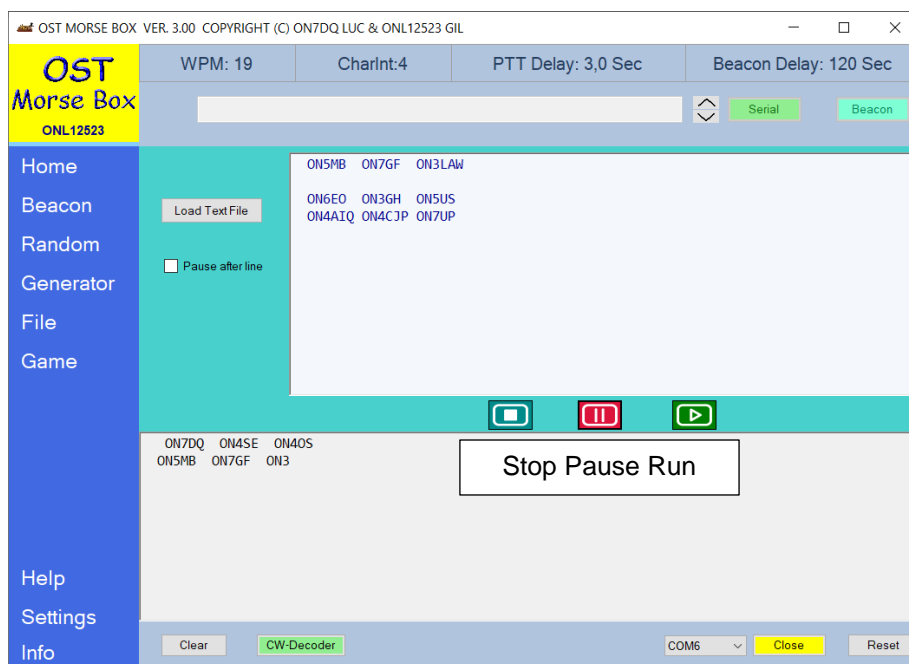 OST MORSE BOX VER. 3.00 COPYRIGHT (C) ON7DQ LUC & ONL12523 GIL
OST
Morse Box
ONL12523
WPM: 19
CharInt:4
PTT Delay: 3,0 Sec
Beacon Delay: 120 Sec
Serial
Beacon
Home
Beacon
Random
Generator
File
Game
Help
Settings
Info
Load Text File
Pause after line
ON5MB ON7GF ON3LAW
ON6EO ON3GH ON5US
ON4AIQ ON4CJP ON7UP
ON7DQ ON4SE ON4OS
ON5MB ON7GF ON3
Stop Pause Run
Clear
CW-Decoder
COM6
Close
Reset